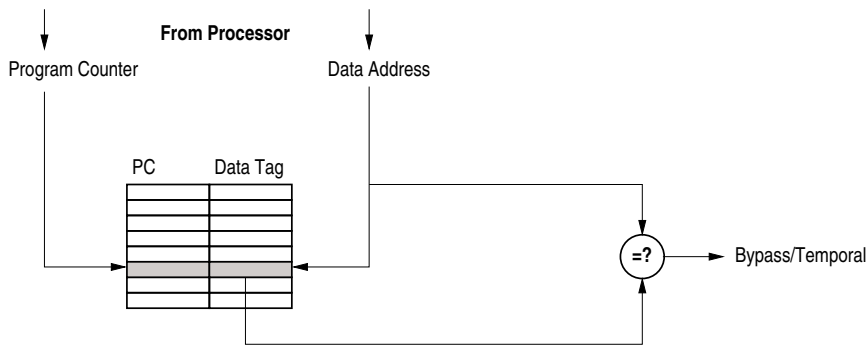 From Processor
Program Counter
Data Address
PC
Data Tag
=?
Bypass/Temporal